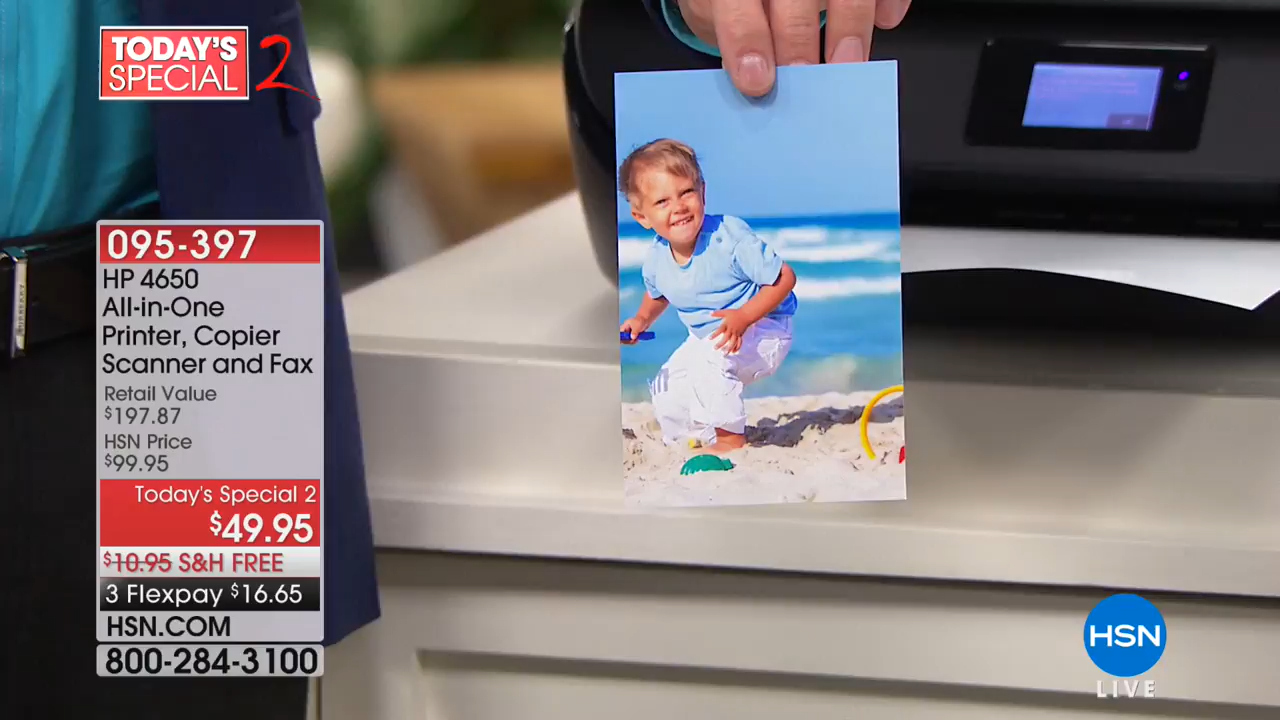 TODAY'S
SPECIAL 2
095-397
HP 4650
All-in-One
Printer, Copier
Scanner and Fax
Retail Value
$197.87
HSN Price
$99.95
Today's Special 2
$49.95
$10.95 S&H FREE
3 Flexpay $16.65
HSN.COM
800-284-3100
HSN
LIVE